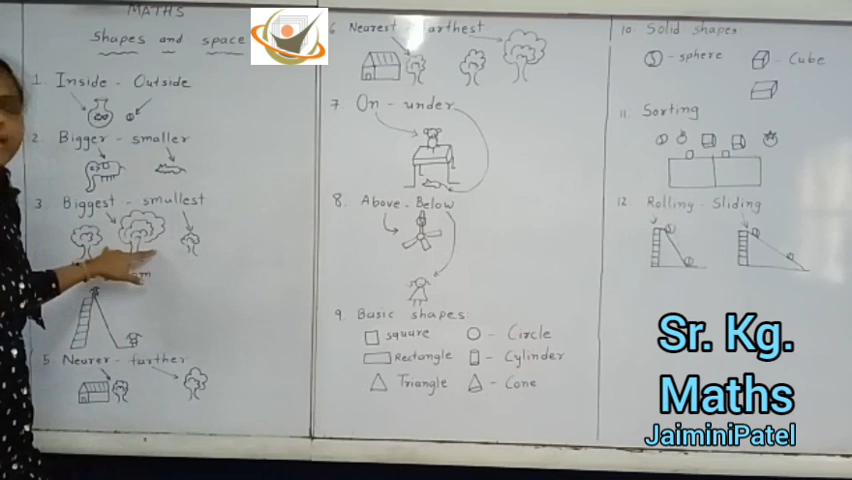 MATHS
Shapes and space
1. Inside - Outside
2. Bigger - smaller
3. Biggest - smallest
5. Nearer - farther
6 Nearest farthest
7. On - under
8. Above - Below
9. Basic shapes
square
Circle
Rectangle
Cylinder
Triangle
Cone
10. Solid shapes
sphere
Cube
11. Sorting
12. Rolling - Sliding
Sr. Kg.
Maths
JaiminiPatel